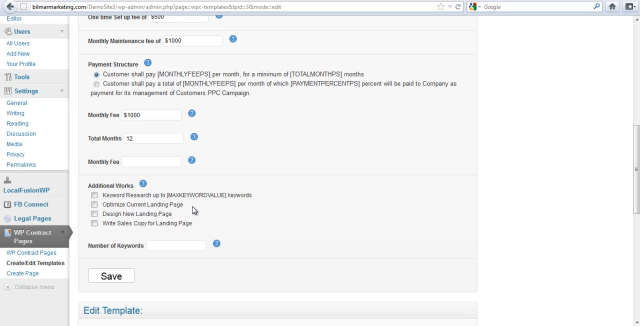 bilmarmarketing.com/DemoSite3/wp-admin/admin.php?page=wpc-templates&lpid=3&mode=edit
Google
Users
All Users
Add New
Your Profile
Tools
Settings
General
Writing
Reading
Discussion
Media
Privacy
Permalinks
LocalFusionWP
FB Connect
Legal Pages
WP Contract Pages
WP Contract Pages
Create/Edit Templates
Create Page
Collapse menu
One time Set up fee of $500
Monthly Maintenance fee of $1000
Payment Structure
Customer shall pay [MONTHLYFEEPS] per month, for a minimum of [TOTALMONTHPS] months
Customer shall pay a total of [MONTHLYFEEPS] per month of which [PAYMENTPERCENTPS] percent will be paid to Company as
payment for its management of Customers PPC Campaign.
Monthly Fee $1000
Total Months 12
Monthly Fee
Additional Works
Keyword Research up to [MAXKEYWORDVALUE] keywords
Optimize Current Landing Page
Design New Landing Page
Write Sales Copy for Landing Page
Number of Keywords
Save
Edit Template: